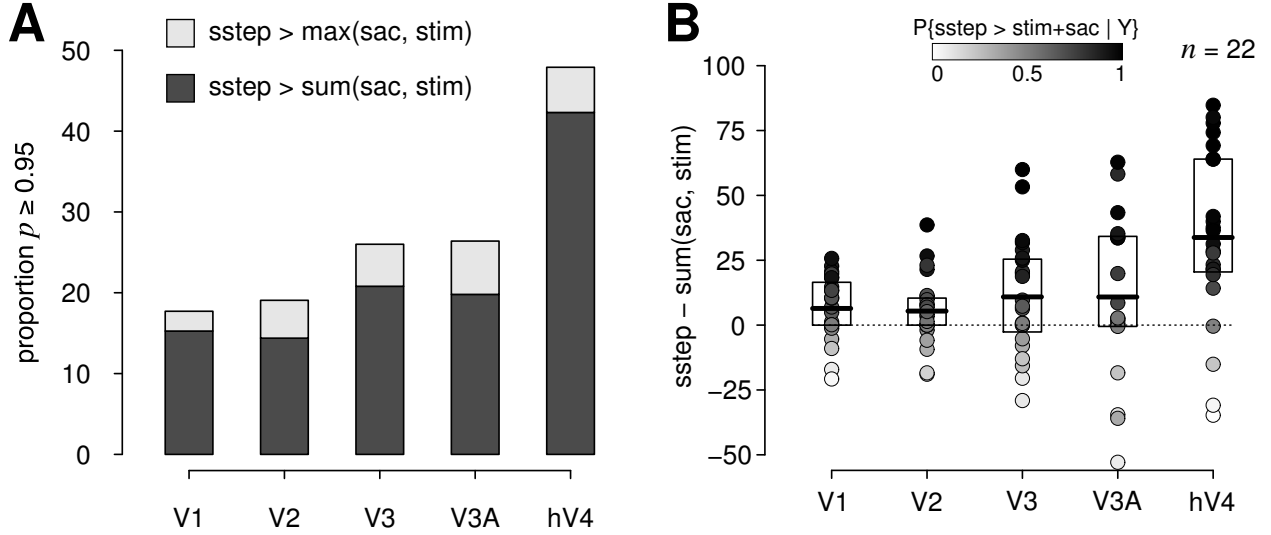 A
sstep > max(sac, stim)
sstep > sum(sac, stim)
proportion p ≥ 0.95
50
40
30
20
10
0
V1 V2 V3 V3A hV4
B
P{sstep > stim+sac | Y}
0 0.5 1
n = 22
sstep − sum(sac, stim)
100
75
50
25
0
−25
−50
V1 V2 V3 V3A hV4